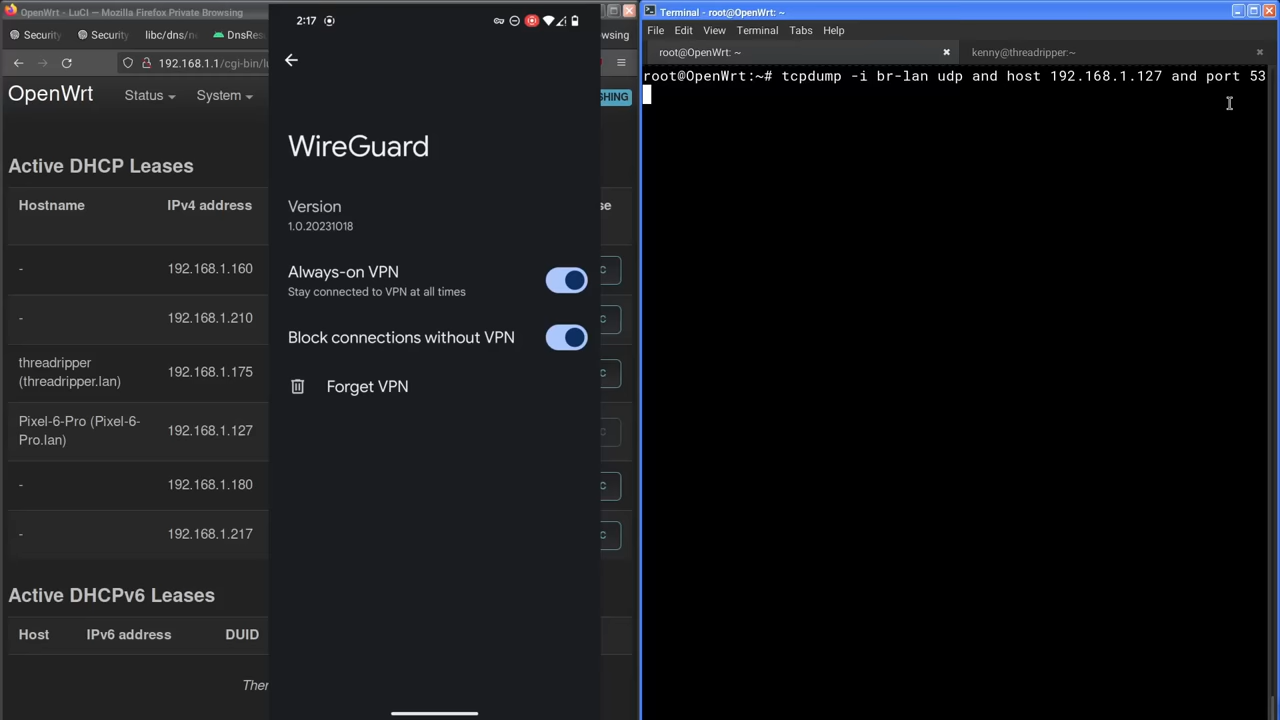 OpenWrt - LuCI — Mozilla Firefox Private Browsing
Security
Security
libc/dns/
DnsRes
wsing
192.168.1.1/cgi-bin/lu
OpenWrt
Status
System
SHING
Active DHCP Leases
Hostname
IPv4 address
se
-
192.168.1.160
C
-
192.168.1.210
C
threadripper
(threadripper.lan)
192.168.1.175
C
Pixel-6-Pro (Pixel-6-
Pro.lan)
192.168.1.127
C
-
192.168.1.180
C
-
192.168.1.217
C
Active DHCPv6 Leases
Host
IPv6 address
DUID
Ther
2:17
WireGuard
Version
1.0.20231018
Always-on VPN
Stay connected to VPN at all times
Block connections without VPN
Forget VPN
Terminal - root@OpenWrt: ~
File Edit View Terminal Tabs Help
root@OpenWrt: ~
kenny@threadripper:~
root@OpenWrt:~# tcpdump -i br-lan udp and host 192.168.1.127 and port 53